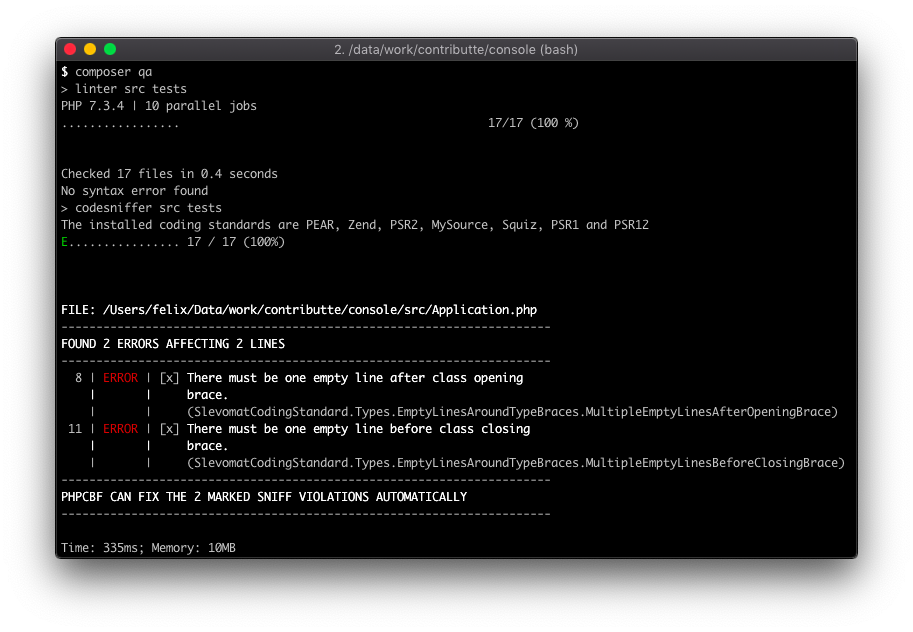 2. /data/work/contributte/console (bash)
$ composer qa
> linter src tests
PHP 7.3.4 | 10 parallel jobs
................. 17/17 (100 %)
Checked 17 files in 0.4 seconds
No syntax error found
> codesniffer src tests
The installed coding standards are PEAR, Zend, PSR2, MySource, Squiz, PSR1 and PSR12
E................ 17 / 17 (100%)
FILE: /Users/felix/Data/work/contributte/console/src/Application.php
----------------------------------------------------------------------
FOUND 2 ERRORS AFFECTING 2 LINES
----------------------------------------------------------------------
8 | ERROR | [x] There must be one empty line after class opening
| | brace.
| | (SlevomatCodingStandard.Types.EmptyLinesAroundTypeBraces.MultipleEmptyLinesAfterOpeningBrace)
11 | ERROR | [x] There must be one empty line before class closing
| | brace.
| | (SlevomatCodingStandard.Types.EmptyLinesAroundTypeBraces.MultipleEmptyLinesBeforeClosingBrace)
----------------------------------------------------------------------
PHPCBF CAN FIX THE 2 MARKED SNIFF VIOLATIONS AUTOMATICALLY
----------------------------------------------------------------------
Time: 335ms; Memory: 10MB